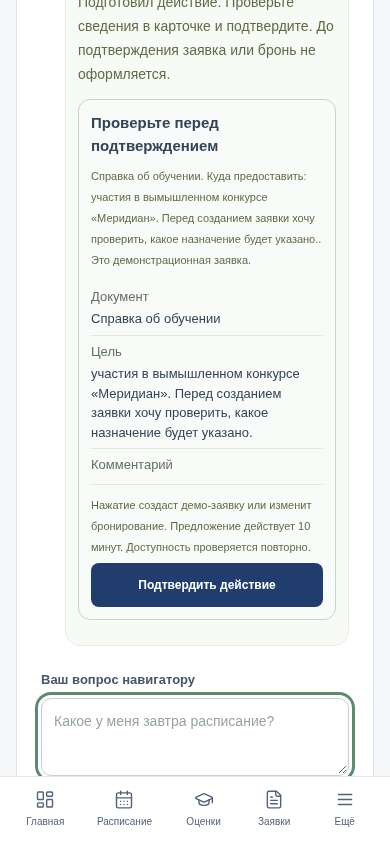 Подготовил действие. Проверьте
сведения в карточке и подтвердите. До
подтверждения заявка или бронь не
оформляется.
Проверьте перед
подтверждением
Справка об обучении. Куда предоставить:
участия в вымышленном конкурсе
«Меридиан». Перед созданием заявки хочу
проверить, какое назначение будет указано..
Это демонстрационная заявка.
Документ
Справка об обучении
Цель
участия в вымышленном конкурсе
«Меридиан». Перед созданием
заявки хочу проверить, какое
назначение будет указано.
Комментарий
Нажатие создаст демо-заявку или изменит
бронирование. Предложение действует 10
минут. Доступность проверяется повторно.
Подтвердить действие
Ваш вопрос навигатору
Какое у меня завтра расписание?
Главная
Расписание
Оценки
Заявки
Ещё